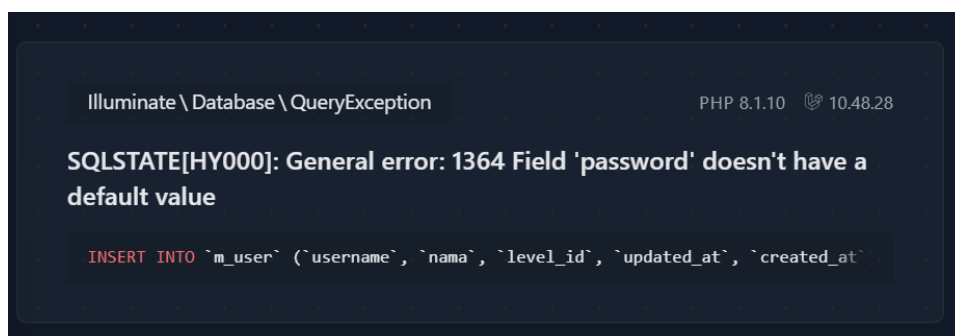 Illuminate\Database\QueryException
PHP 8.1.10 10.48.28
SQLSTATE[HY000]: General error: 1364 Field 'password' doesn't have a
default value
INSERT INTO `m_user` (`username`, `nama`, `level_id`, `updated_at`, `created_at`